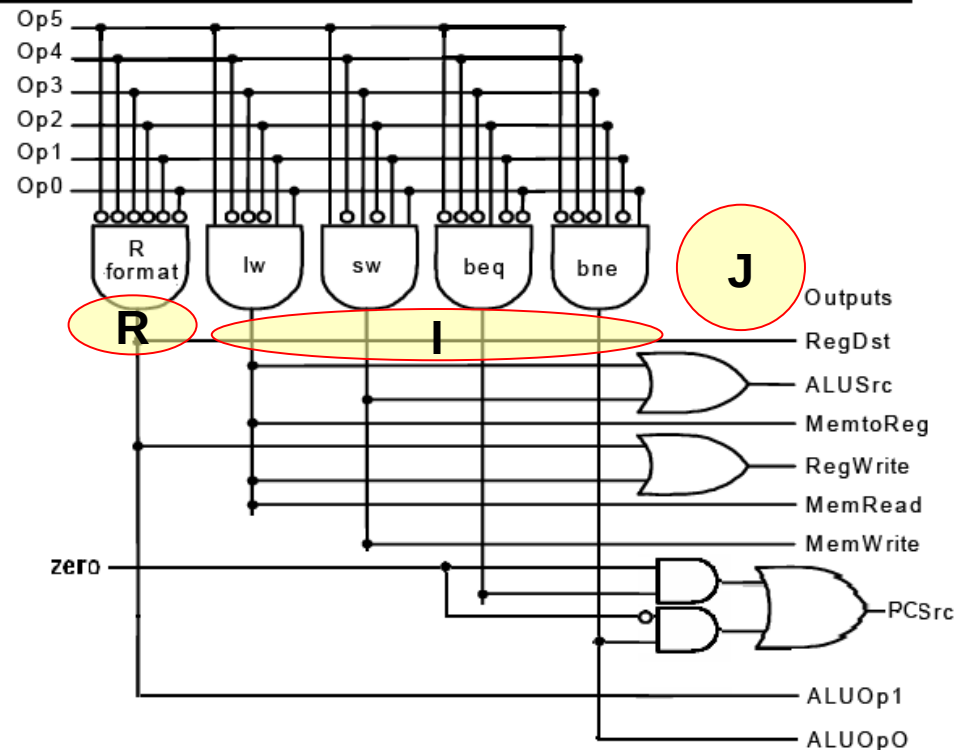 Op5
Op4
Op3
Op2
Op1
Op0
R
format
lw
sw
beq
bne
J
R
I
Outputs
RegDst
ALUSrc
MemtoReg
RegWrite
MemRead
MemWrite
zero
PCSrc
ALUOp1
ALUOp0